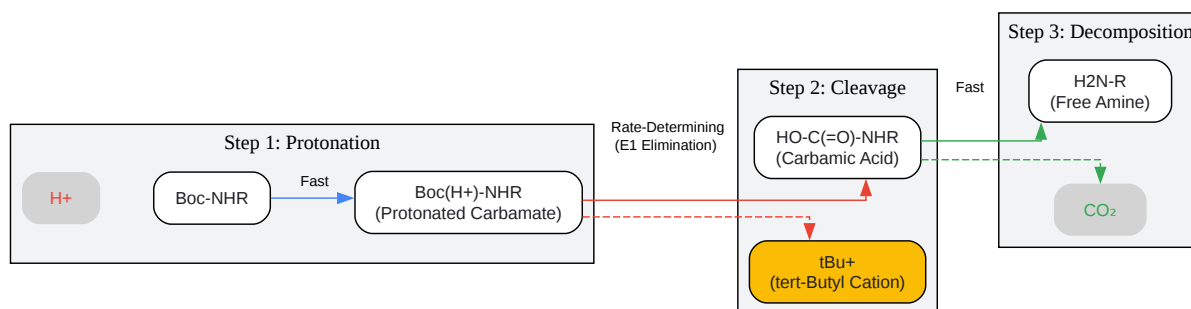 Step 1: Protonation
H+
Boc-NHR
Fast
Boc(H+)-NHR
(Protonated Carbamate)
Rate-Determining
(E1 Elimination)
Step 2: Cleavage
HO-C(=O)-NHR
(Carbamic Acid)
tBu+
(tert-Butyl Cation)
Fast
Step 3: Decomposition
H2N-R
(Free Amine)
CO₂